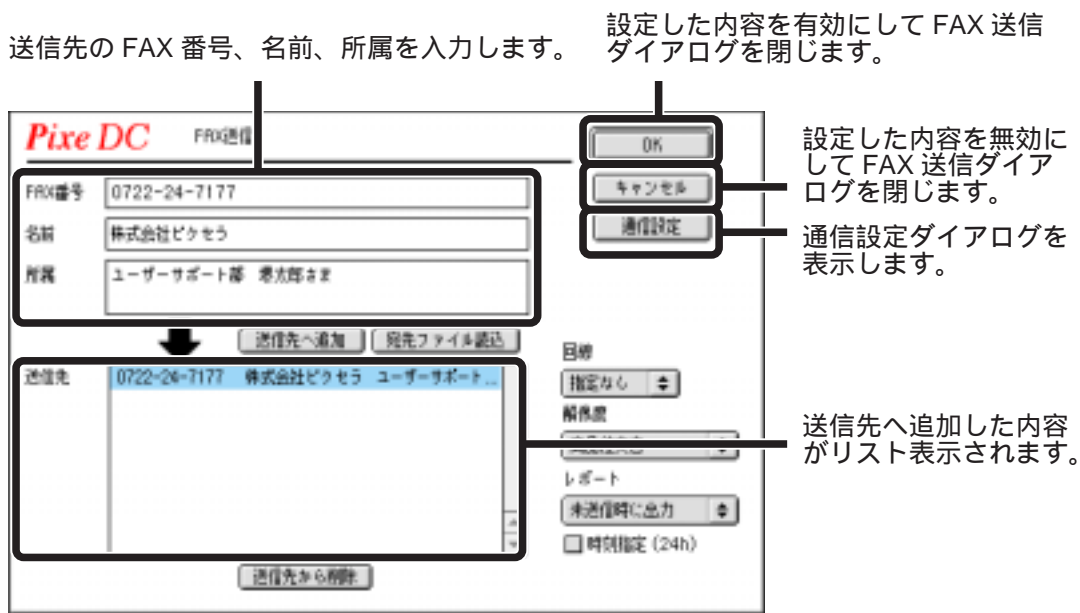 送信先の FAX 番号、名前、所属を入力します。
設定した内容を有効にして FAX 送信
ダイアログを閉じます。
Pixe DC
FAX送信
OK
設定した内容を無効に
して FAX 送信ダイア
ログを閉じます。
キャンセル
FAX番号
0722-24-7177
通信設定
通信設定ダイアログを
表示します。
名前
株式会社ピクセラ
所属
ユーザーサポート部 堺太郎さま
送信先へ追加
宛先ファイル読込
送信先
0722-24-7177 株式会社ピクセラ ユーザーサポート...
回線
指定なし
解像度
送信先へ追加した内容
がリスト表示されます。
レポート
未送信時に出力
時刻指定 (24h)
送信先から削除